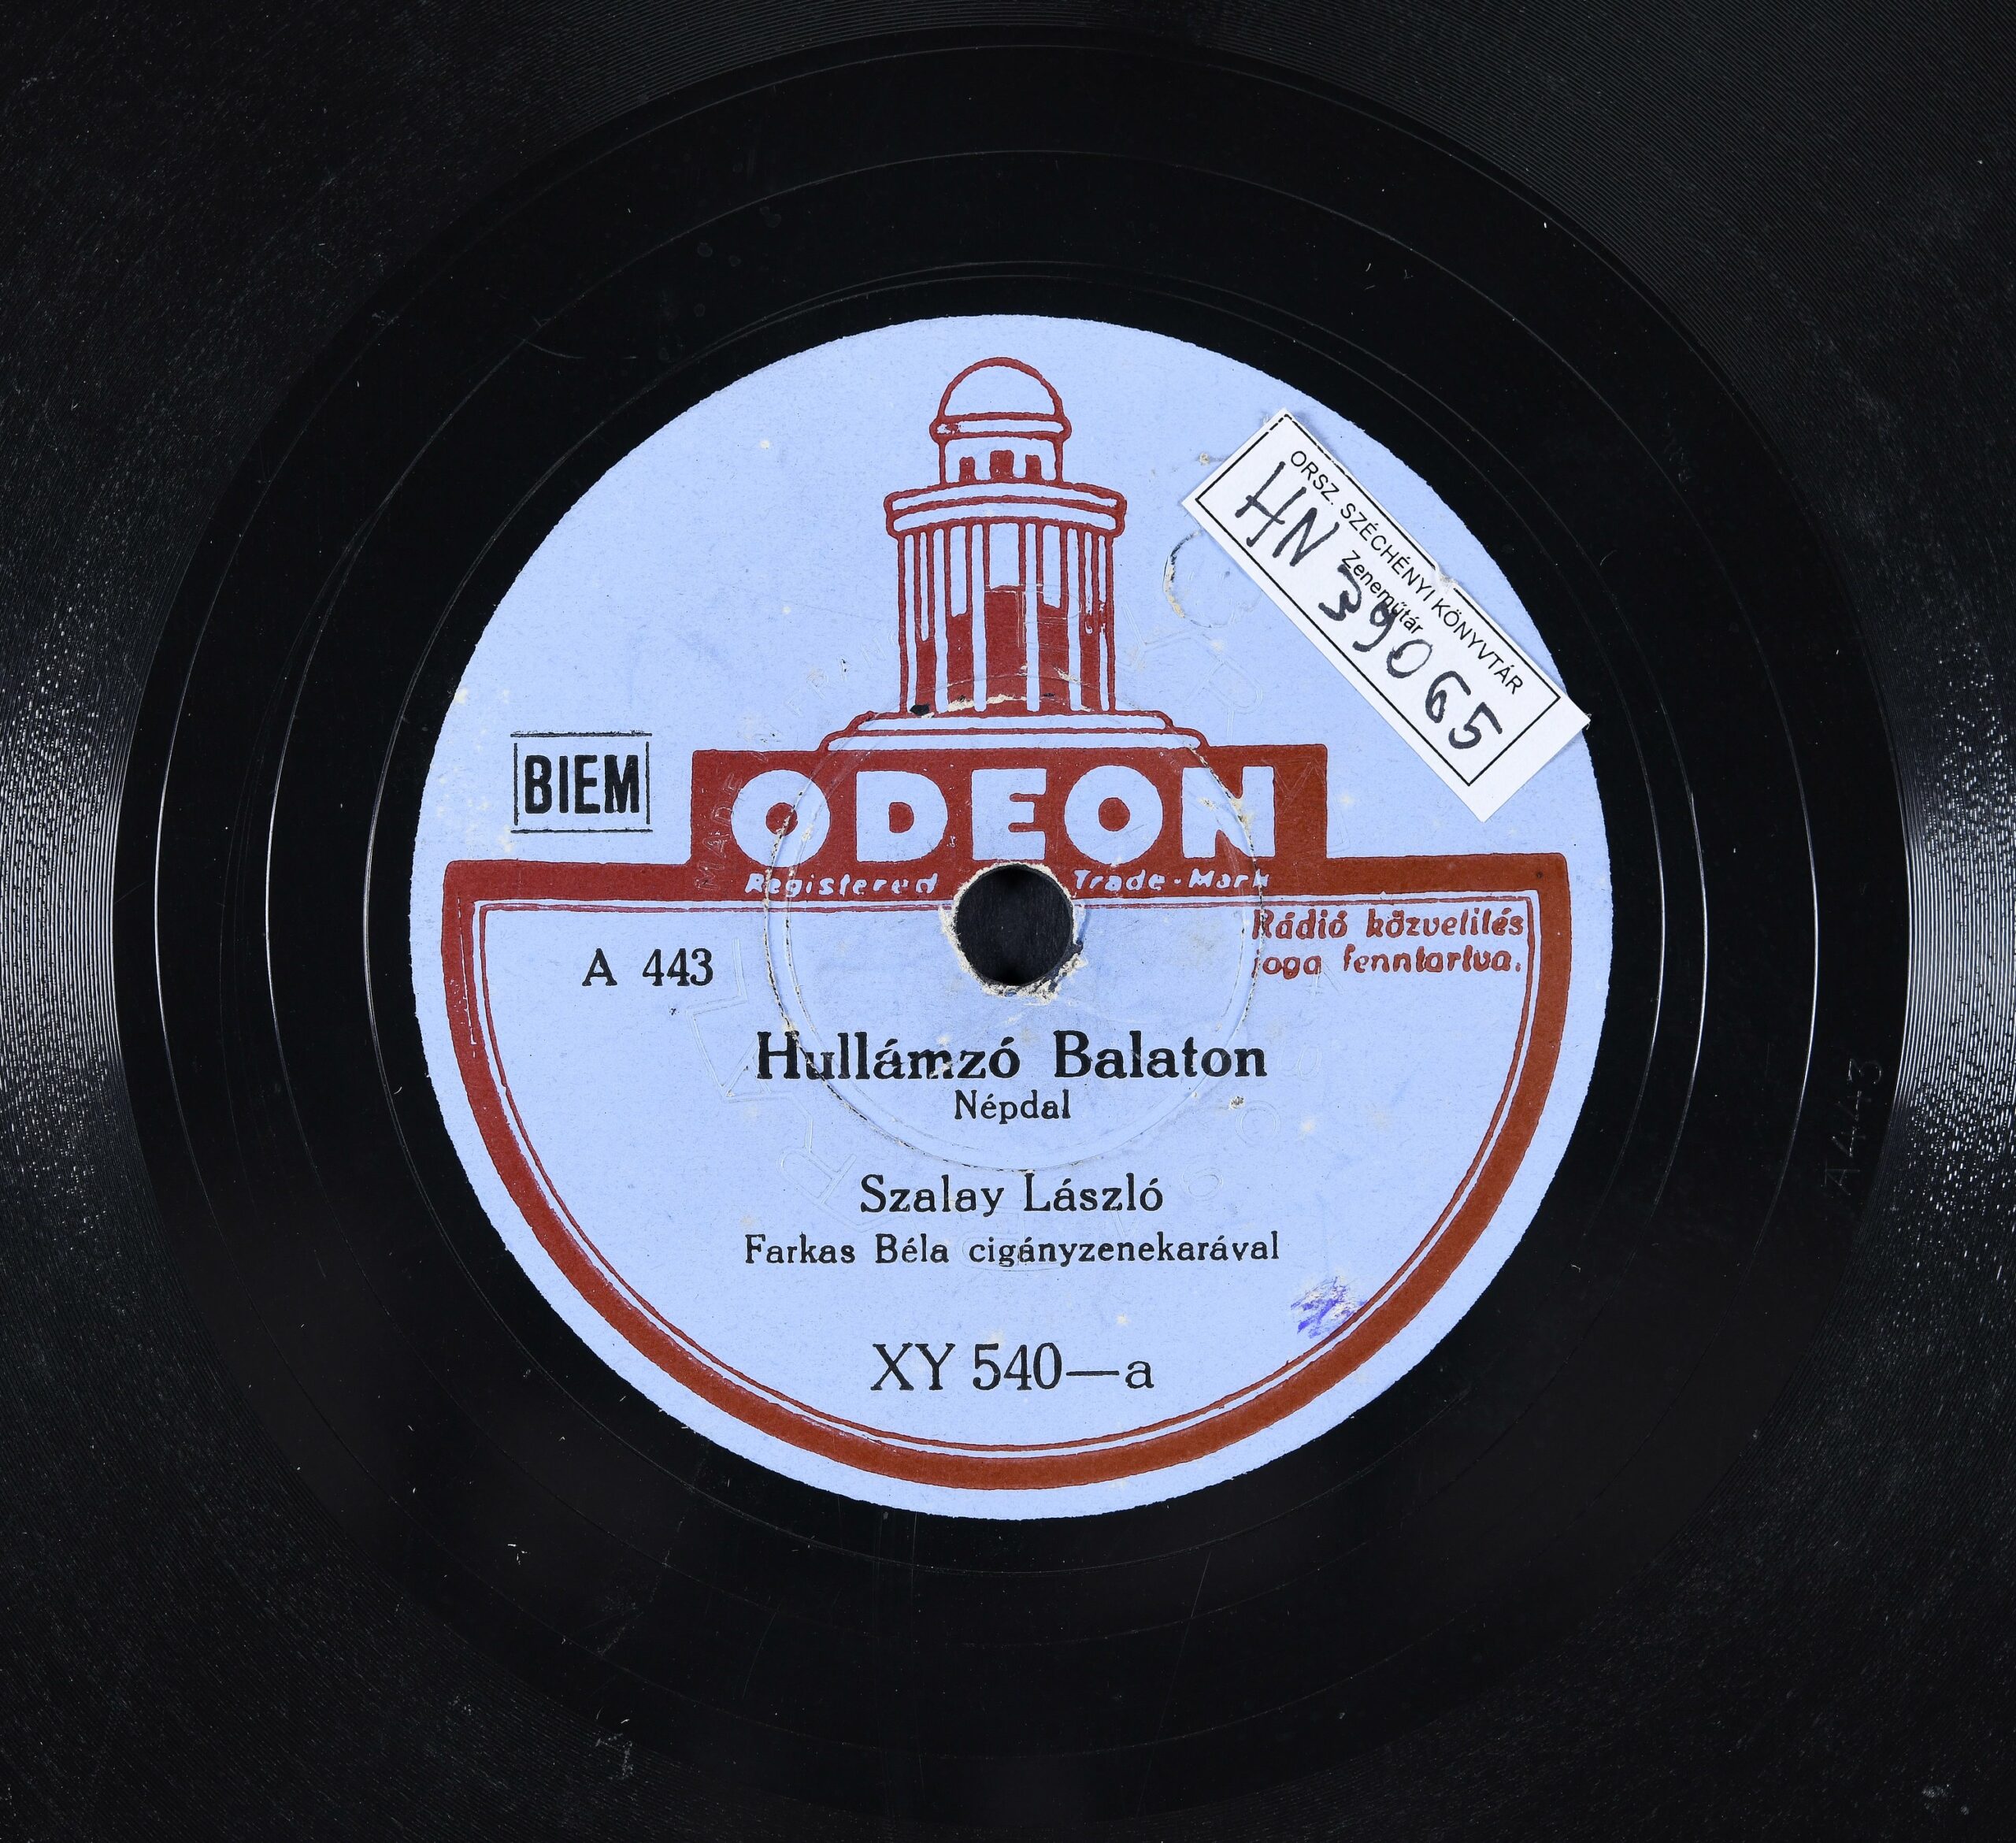 ORSZ. SZÉCHÉNYI KÖNYVTÁR
Zeneműtár
HN 39065
BIEM
ODEON
Registered Trade-Mark
Rádió közvetítés
joga fenntartva.
A 443
Hullámzó Balaton
Népdal
Szalay László
Farkas Béla cigányzenekarával
XY 540—a
A443